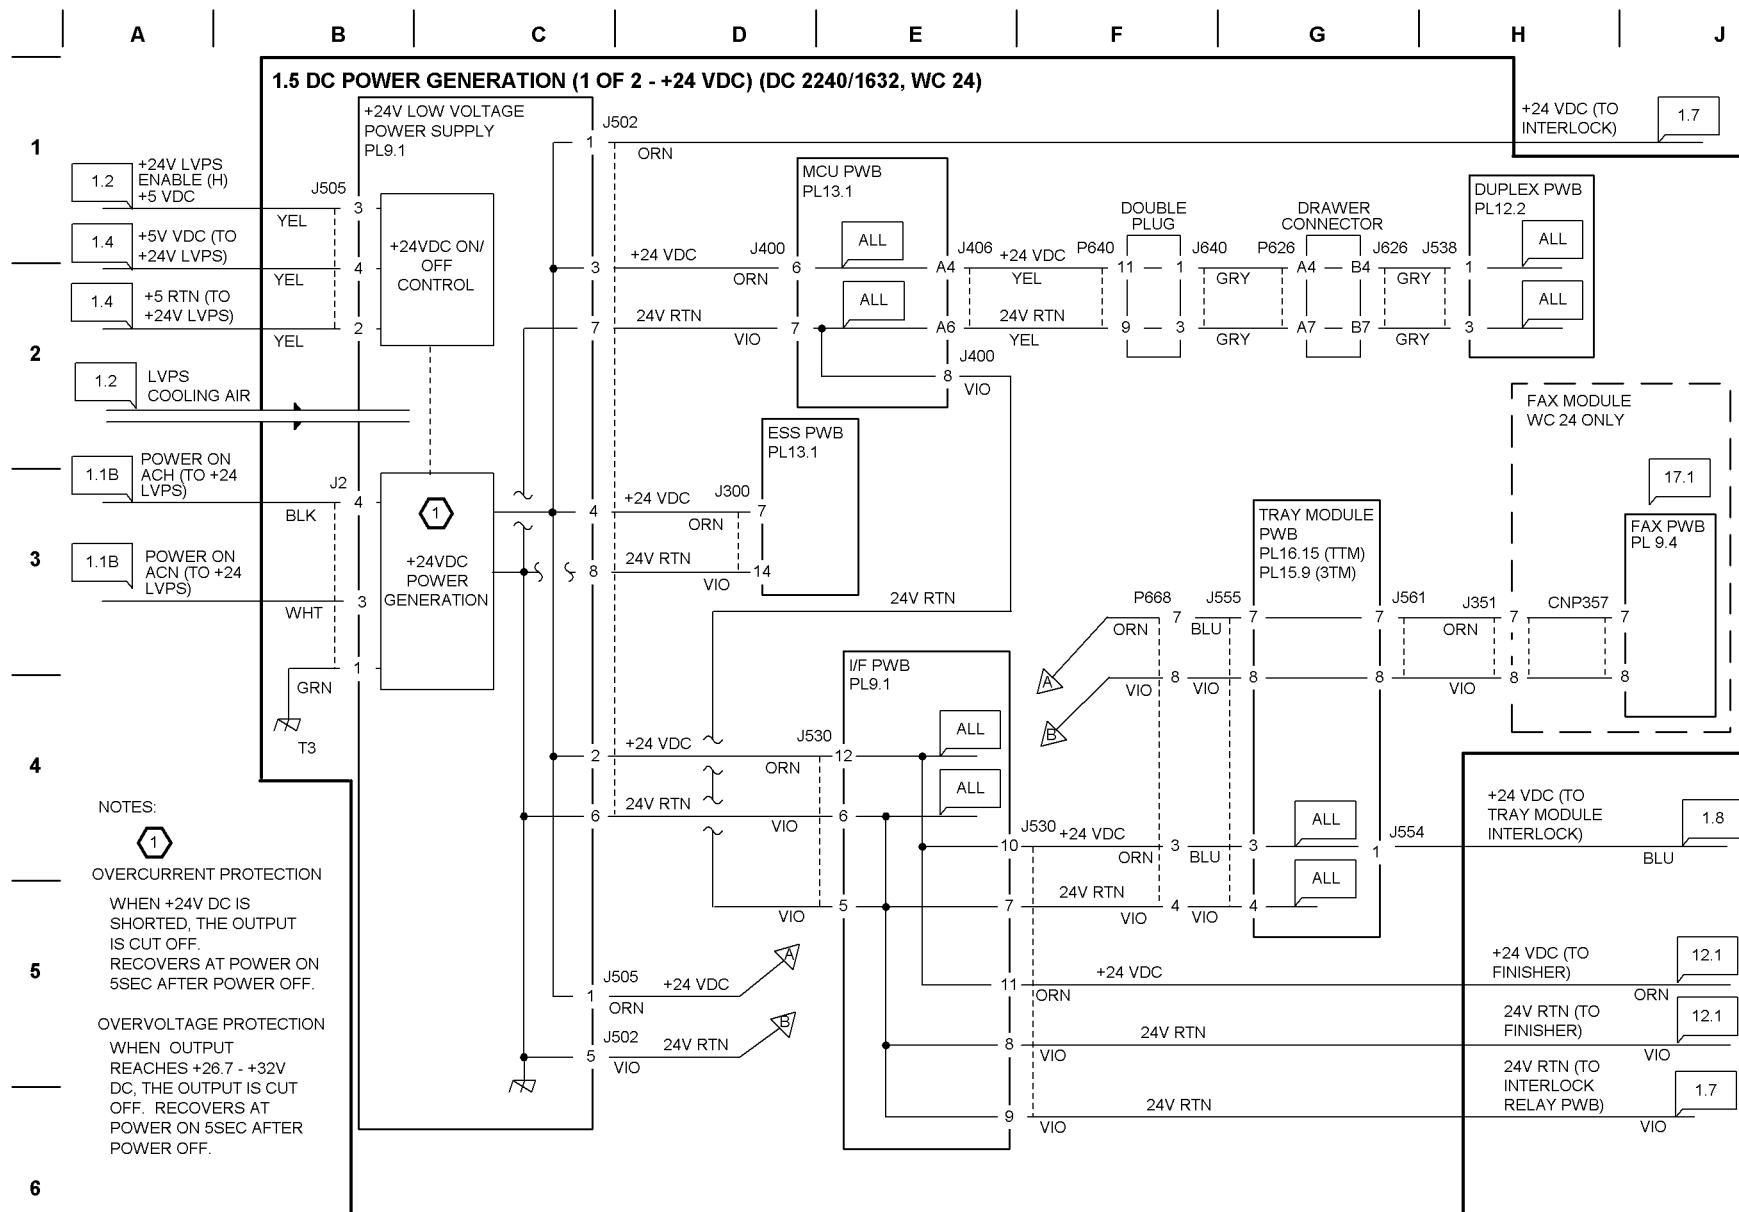 A B C D E F G H J
1.5 DC POWER GENERATION (1 OF 2 - +24 VDC) (DC 2240/1632, WC 24)
1
2
3
4
5
6
1.2
+24V LVPS
ENABLE (H)
+5 VDC
YEL
1.4
+5V VDC (TO
+24V LVPS)
YEL
1.4
+5 RTN (TO
+24V LVPS)
YEL
1.2
LVPS
COOLING AIR
1.1B
POWER ON
ACH (TO +24
LVPS)
BLK
1.1B
POWER ON
ACN (TO +24
LVPS)
WHT
GRN
T3
NOTES:
1
OVERCURRENT PROTECTION
WHEN +24V DC IS
SHORTED, THE OUTPUT
IS CUT OFF.
RECOVERS AT POWER ON
5SEC AFTER POWER OFF.
OVERVOLTAGE PROTECTION
WHEN OUTPUT
REACHES +26.7 - +32V
DC, THE OUTPUT IS CUT
OFF. RECOVERS AT
POWER ON 5SEC AFTER
POWER OFF.
+24V LOW VOLTAGE
POWER SUPPLY
PL9.1
J505
3
4
2
+24VDC ON/
OFF
CONTROL
J2
4
3
1
1
+24VDC
POWER
GENERATION
J502
1
ORN
3
+24 VDC
ORN
J400
6
7
24V RTN
VIO
7
MCU PWB
PL13.1
ALL
ALL
J406
A4
A6
J400
8
VIO
+24 VDC
YEL
24V RTN
YEL
DOUBLE
PLUG
P640
J640
11 1
9 3
GRY
GRY
DRAWER
CONNECTOR
P626
J626
A4 B4
A7 B7
GRY
GRY
J538
1
3
DUPLEX PWB
PL12.2
ALL
ALL
+24 VDC (TO
INTERLOCK)
1.7
4
+24 VDC
ORN
J300
7
8
24V RTN
VIO
14
ESS PWB
PL13.1
24V RTN
2
+24 VDC
ORN
J530
12
6
24V RTN
VIO
6
VIO
5
I/F PWB
PL9.1
ALL
ALL
J505
1
ORN
+24 VDC
A
J502
5
VIO
24V RTN
B
A
B
P668
ORN
7
BLU
VIO
8
VIO
J555
7
8
TRAY MODULE
PWB
PL16.15 (TTM)
PL15.9 (3TM)
J561
7
8
ORN
VIO
J351
7
8
CNP357
7
8
FAX MODULE
WC 24 ONLY
17.1
FAX PWB
PL 9.4
J530
10
+24 VDC
ORN
3
BLU
3
ALL
J554
1
+24 VDC (TO
TRAY MODULE
INTERLOCK)
1.8
BLU
7
24V RTN
VIO
4
VIO
4
ALL
11
ORN
+24 VDC
+24 VDC (TO
FINISHER)
12.1
ORN
8
VIO
24V RTN
24V RTN (TO
FINISHER)
12.1
VIO
9
VIO
24V RTN
24V RTN (TO
INTERLOCK
RELAY PWB)
1.7
VIO